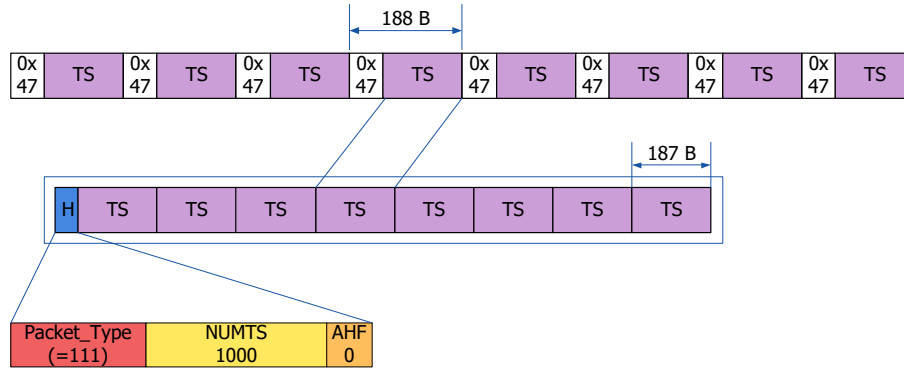 188 B
0x 47 TS 0x 47 TS 0x 47 TS 0x 47 TS 0x 47 TS 0x 47 TS 0x 47 TS 0x 47 TS
187 B
H TS TS TS TS TS TS TS TS
Packet_Type NUMTS AHF
(=111) 1000 0